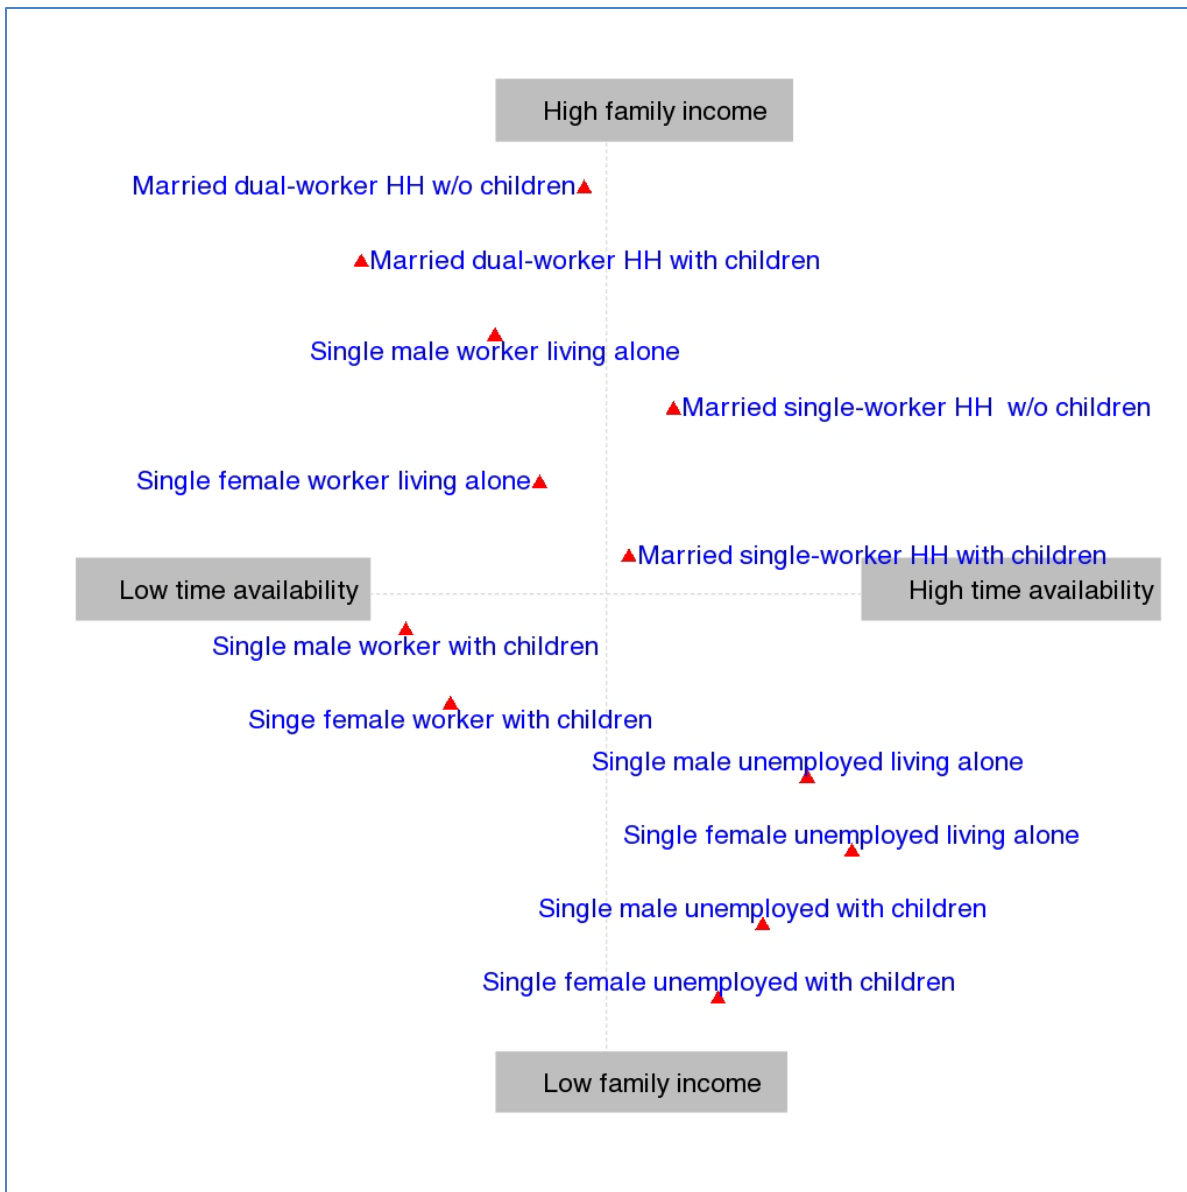 High family income
Married dual-worker HH w/o children
Married dual-worker HH with children
Single male worker living alone
Married single-worker HH  w/o children
Single female worker living alone
Married single-worker HH with children
Low time availability
High time availability
Single male worker with children
Singe female worker with children
Single male unemployed living alone
Single female unemployed living alone
Single male unemployed with children
Single female unemployed with children
Low family income